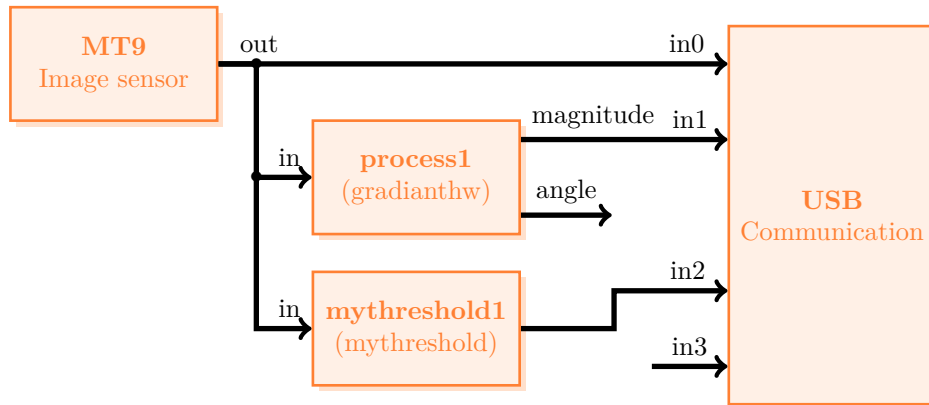 MT9
Image sensor
out
in0
magnitude
in1
in
process1
(gradianthw)
angle
USB
Communication
in2
in
mythreshold1
(mythreshold)
in3